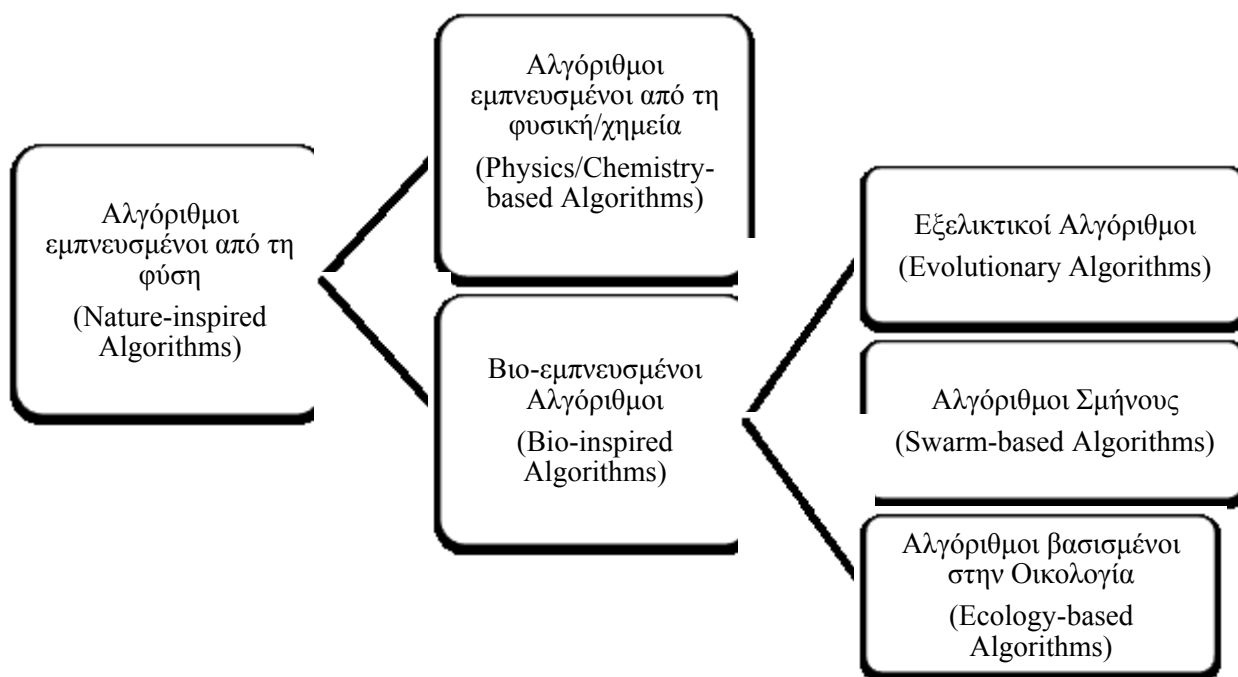 Αλγόριθμοι
εμπνευσμένοι από τη
φύση
(Nature-inspired
Algorithms)
Αλγόριθμοι
εμπνευσμένοι από τη
φυσική/χημεία
(Physics/Chemistry-
based Algorithms)
Βιο-εμπνευσμένοι
Αλγόριθμοι
(Bio-inspired
Algorithms)
Εξελικτικοί Αλγόριθμοι
(Evolutionary Algorithms)
Αλγόριθμοι Σμήνους
(Swarm-based Algorithms)
Αλγόριθμοι βασισμένοι
στην Οικολογία
(Ecology-based
Algorithms)